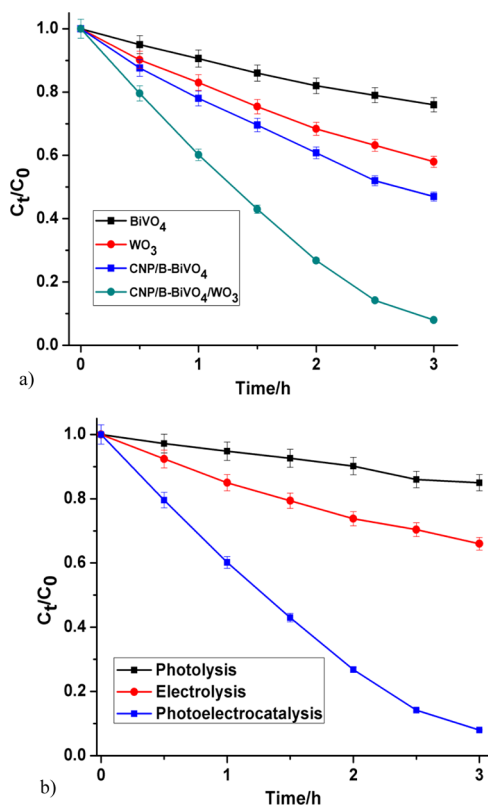 1.0
0.8
0.6
0.4
0.2
0.0
Ct/C0
BiVO4
WO3
CNP/B-BiVO4
CNP/B-BiVO4/WO3
0 1 2 3
Time/h
a)
1.0
0.8
0.6
0.4
0.2
0.0
Ct/C0
Photolysis
Electrolysis
Photoelectrocatalysis
0 1 2 3
Time/h
b)